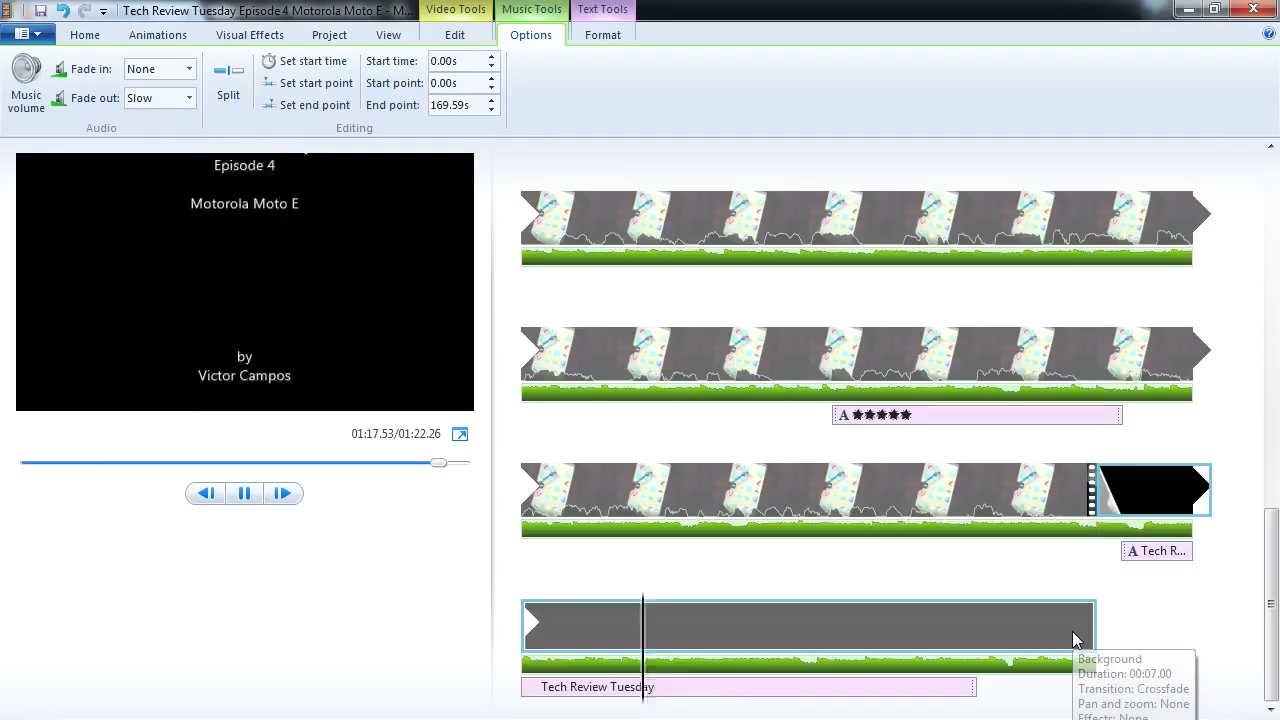 Tech Review Tuesday Episode 4 Motorola Moto E - M...
Video Tools
Music Tools
Text Tools
Home
Animations
Visual Effects
Project
View
Edit
Options
Format
Music volume
Fade in: None
Fade out: Slow
Audio
Split
Set start time
Set start point
Set end point
Start time: 0.00s
Start point: 0.00s
End point: 169.59s
Editing
Episode 4
Motorola Moto E
by
Victor Campos
01:17.53/01:22.26
A ★★★★★
A Tech R...
Tech Review Tuesday
Background
Duration: 00:07.00
Transition: Crossfade
Pan and zoom: None
Effects: None